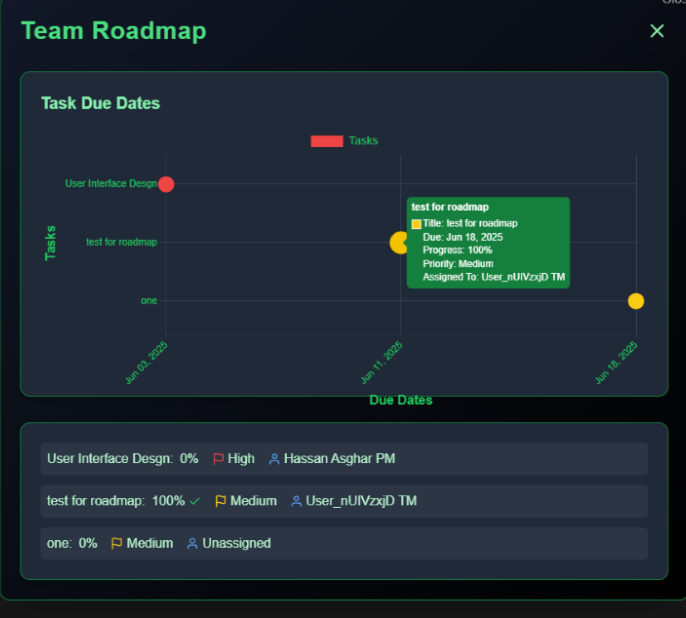 Team Roadmap
Task Due Dates
Tasks
User Interface Desgn
test for roadmap
one
Tasks
test for roadmap
Title: test for roadmap
Due: Jun 18, 2025
Progress: 100%
Priority: Medium
Assigned To: User_nUIVzxjD TM
Jun 03, 2025
Jun 11, 2025
Jun 18, 2025
Due Dates
User Interface Desgn: 0% High Hassan Asghar PM
test for roadmap: 100% ✓ Medium User_nUIVzxjD TM
one: 0% Medium Unassigned